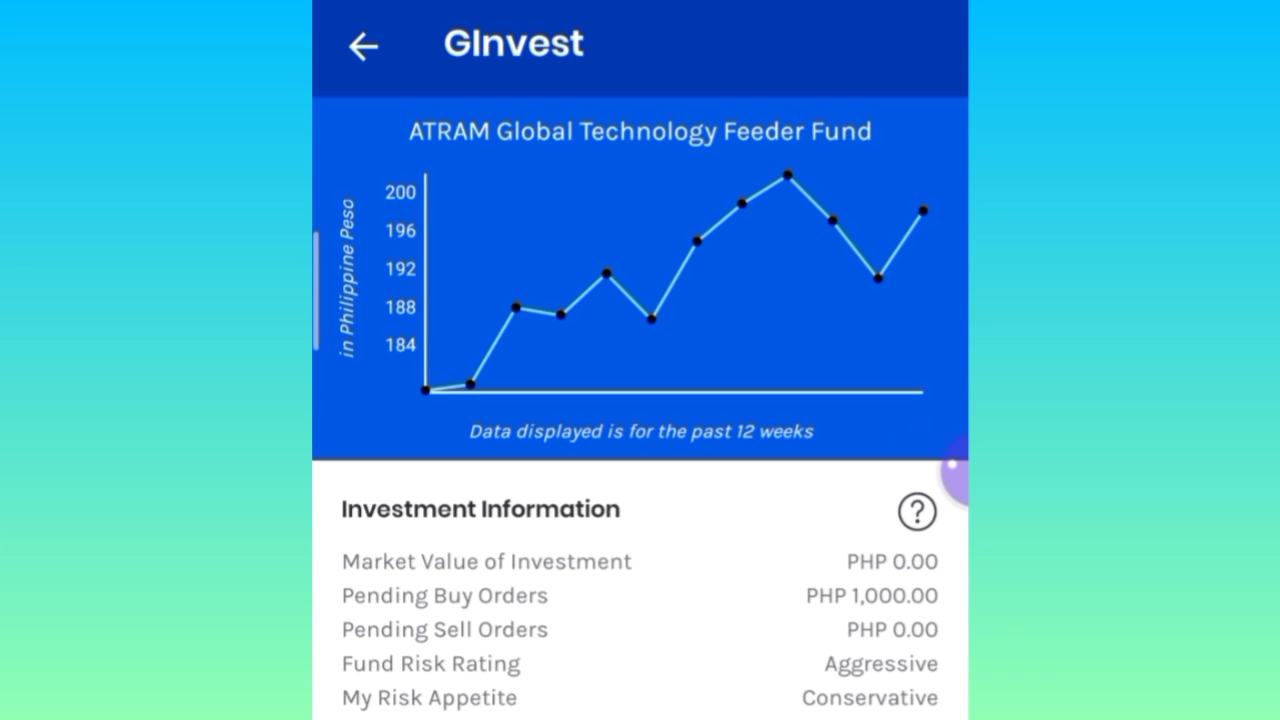 GInvest
ATRAM Global Technology Feeder Fund
in Philippine Peso
200
196
192
188
184
Data displayed is for the past 12 weeks
Investment Information ?
Market Value of Investment PHP 0.00
Pending Buy Orders PHP 1,000.00
Pending Sell Orders PHP 0.00
Fund Risk Rating Aggressive
My Risk Appetite Conservative